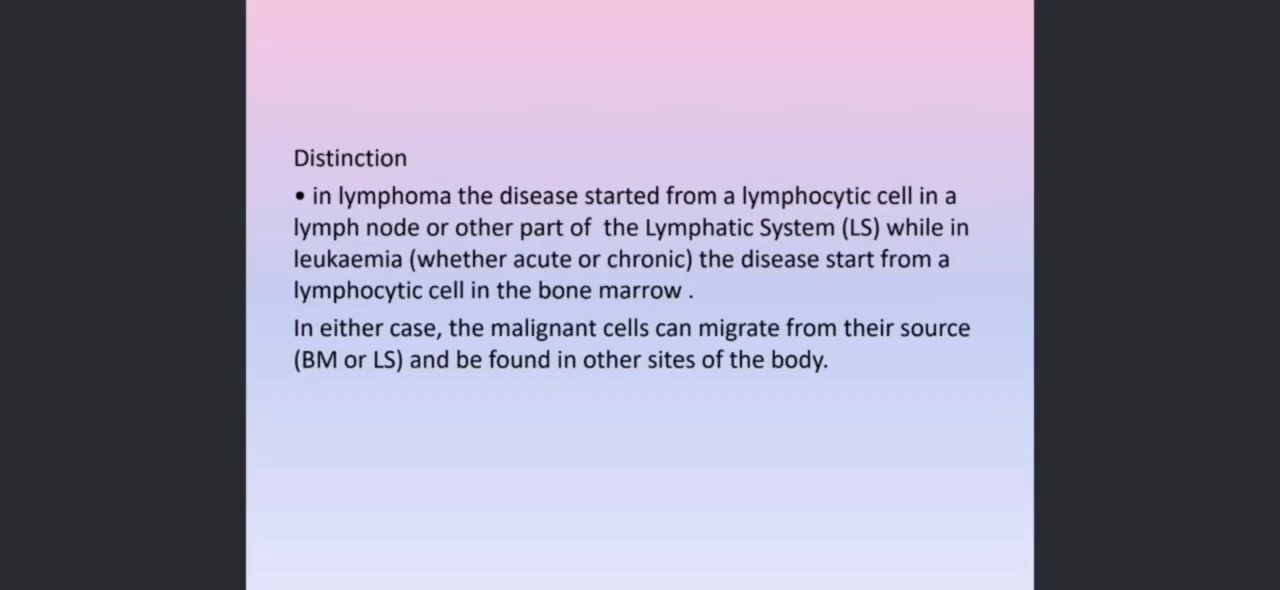 Distinction
• in lymphoma the disease started from a lymphocytic cell in a
lymph node or other part of  the Lymphatic System (LS) while in
leukaemia (whether acute or chronic) the disease start from a
lymphocytic cell in the bone marrow .
In either case, the malignant cells can migrate from their source
(BM or LS) and be found in other sites of the body.